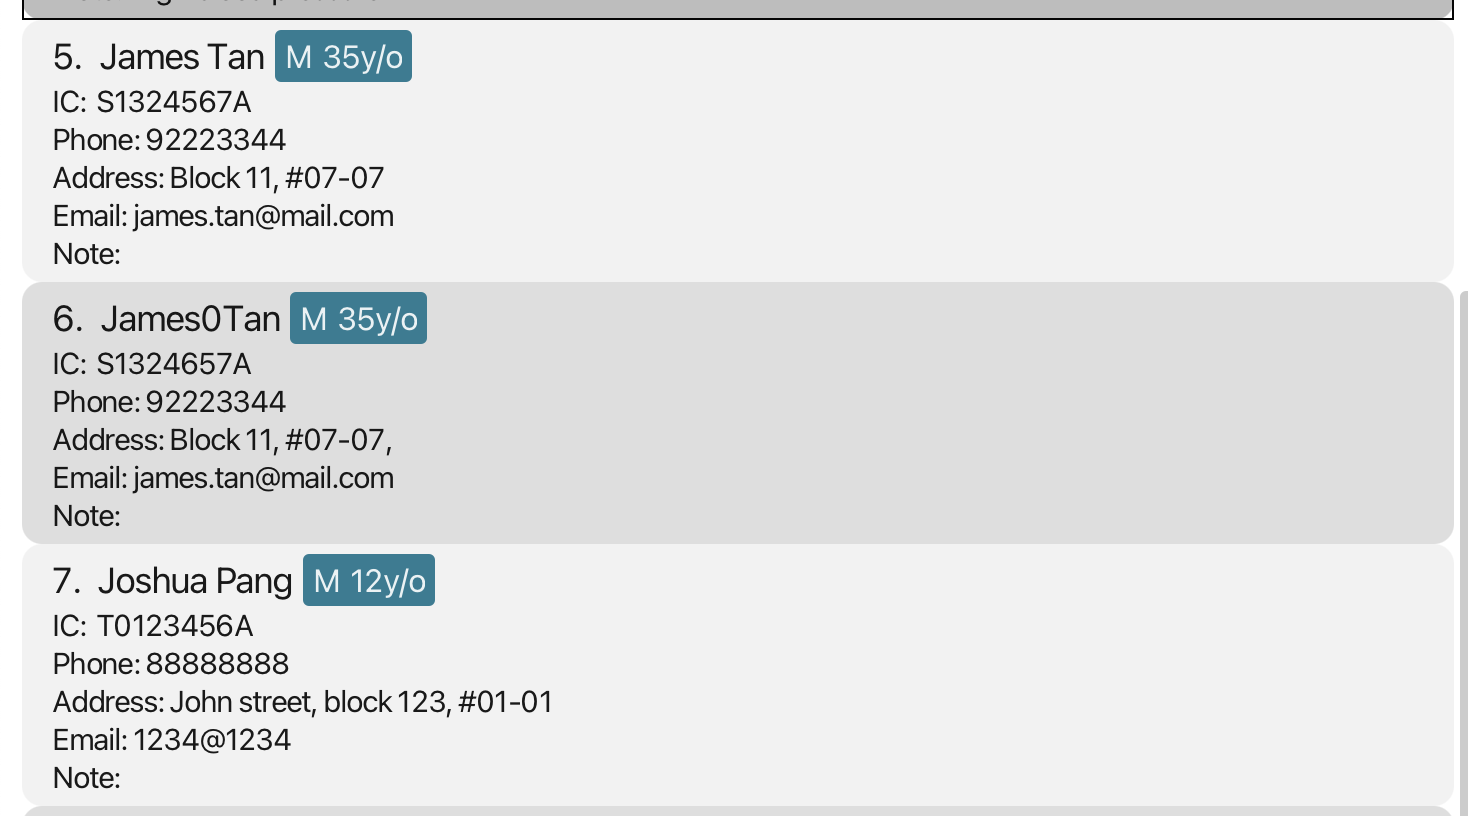 5. James Tan M 35y/o
IC: S1324567A
Phone: 92223344
Address: Block 11, #07-07
Email: james.tan@mail.com
Note:
6. James0Tan M 35y/o
IC: S1324657A
Phone: 92223344
Address: Block 11, #07-07,
Email: james.tan@mail.com
Note:
7. Joshua Pang M 12y/o
IC: T0123456A
Phone: 88888888
Address: John street, block 123, #01-01
Email: 1234@1234
Note: